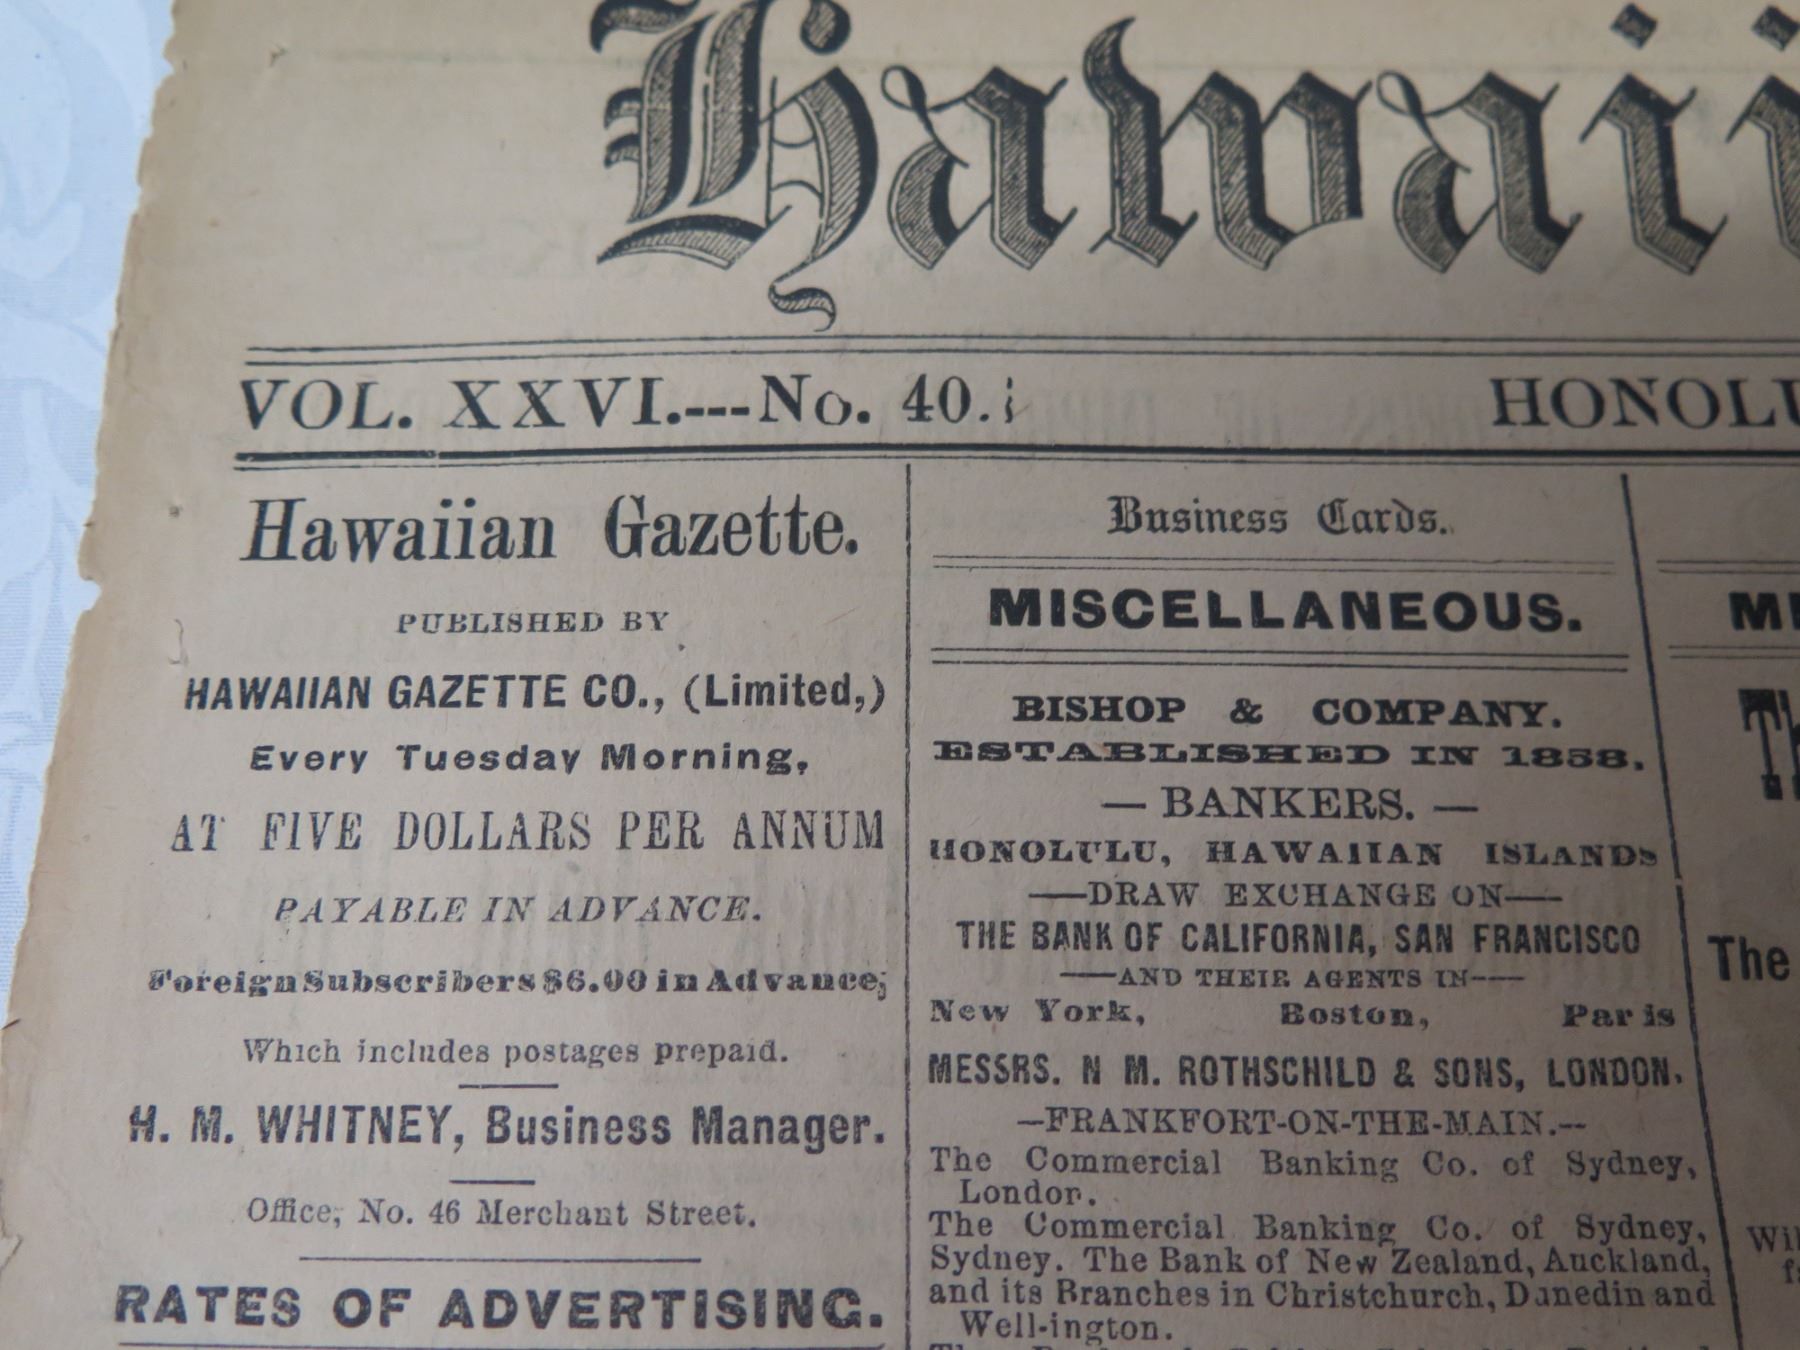 Hawaii
VOL. XXVI.---No. 40.
HONOLU
Hawaiian Gazette.
PUBLISHED BY
HAWAIIAN GAZETTE CO., (Limited,)
Every Tuesday Morning,
AT FIVE DOLLARS PER ANNUM
PAYABLE IN ADVANCE.
Foreign Subscribers $6.00 in Advance;
Which includes postages prepaid.
H. M. WHITNEY, Business Manager.
Office, No. 46 Merchant Street.
RATES OF ADVERTISING.
Business Cards.
MISCELLANEOUS.
BISHOP & COMPANY.
ESTABLISHED IN 1858.
— BANKERS. —
HONOLULU, HAWAIIAN ISLANDS
—DRAW EXCHANGE ON—
THE BANK OF CALIFORNIA, SAN FRANCISCO
—AND THEIR AGENTS IN—
New York, Boston, Paris
MESSRS. N M. ROTHSCHILD & SONS, LONDON.
—FRANKFORT-ON-THE-MAIN.--
The Commercial Banking Co. of Sydney,
London.
The Commercial Banking Co. of Sydney,
Sydney. The Bank of New Zealand, Auckland,
and its Branches in Christchurch, Dunedin and
Well-ington.
MI
Th
The
Wil